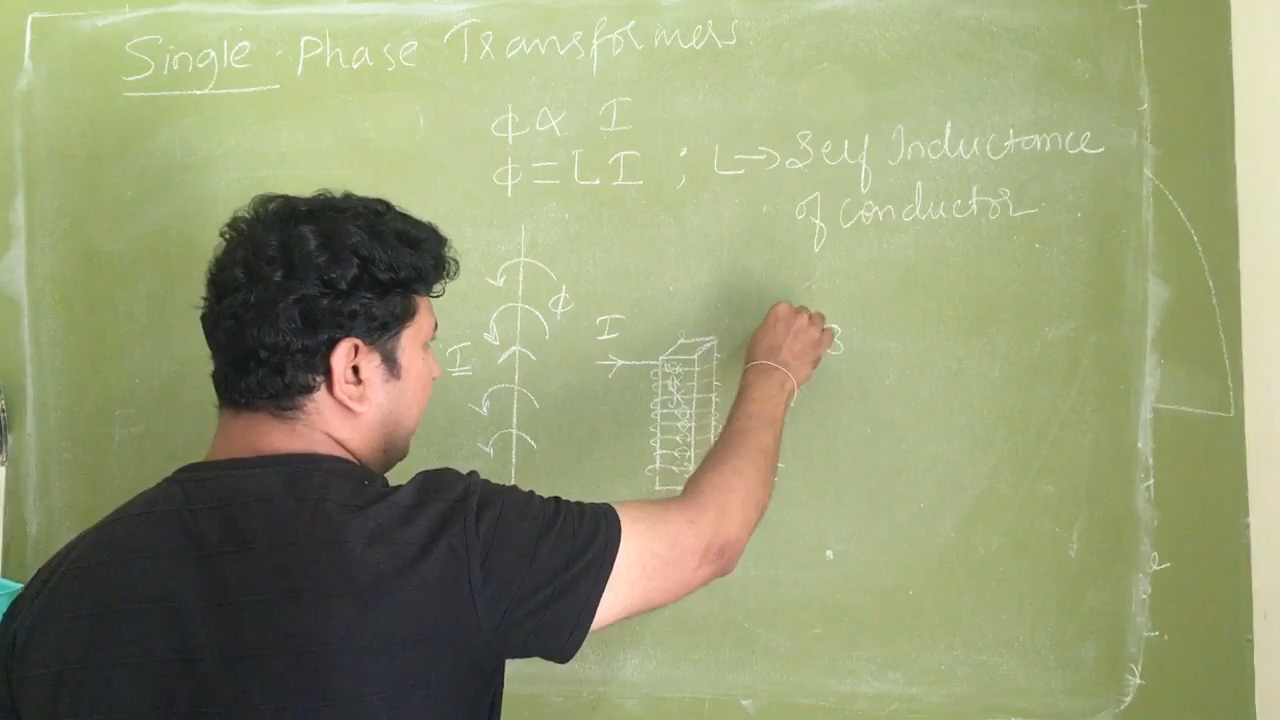 Single-Phase Transformers
ϕ ∝ I
ϕ = LI ; L → Self Inductance
of conductor
ϕ
I
I